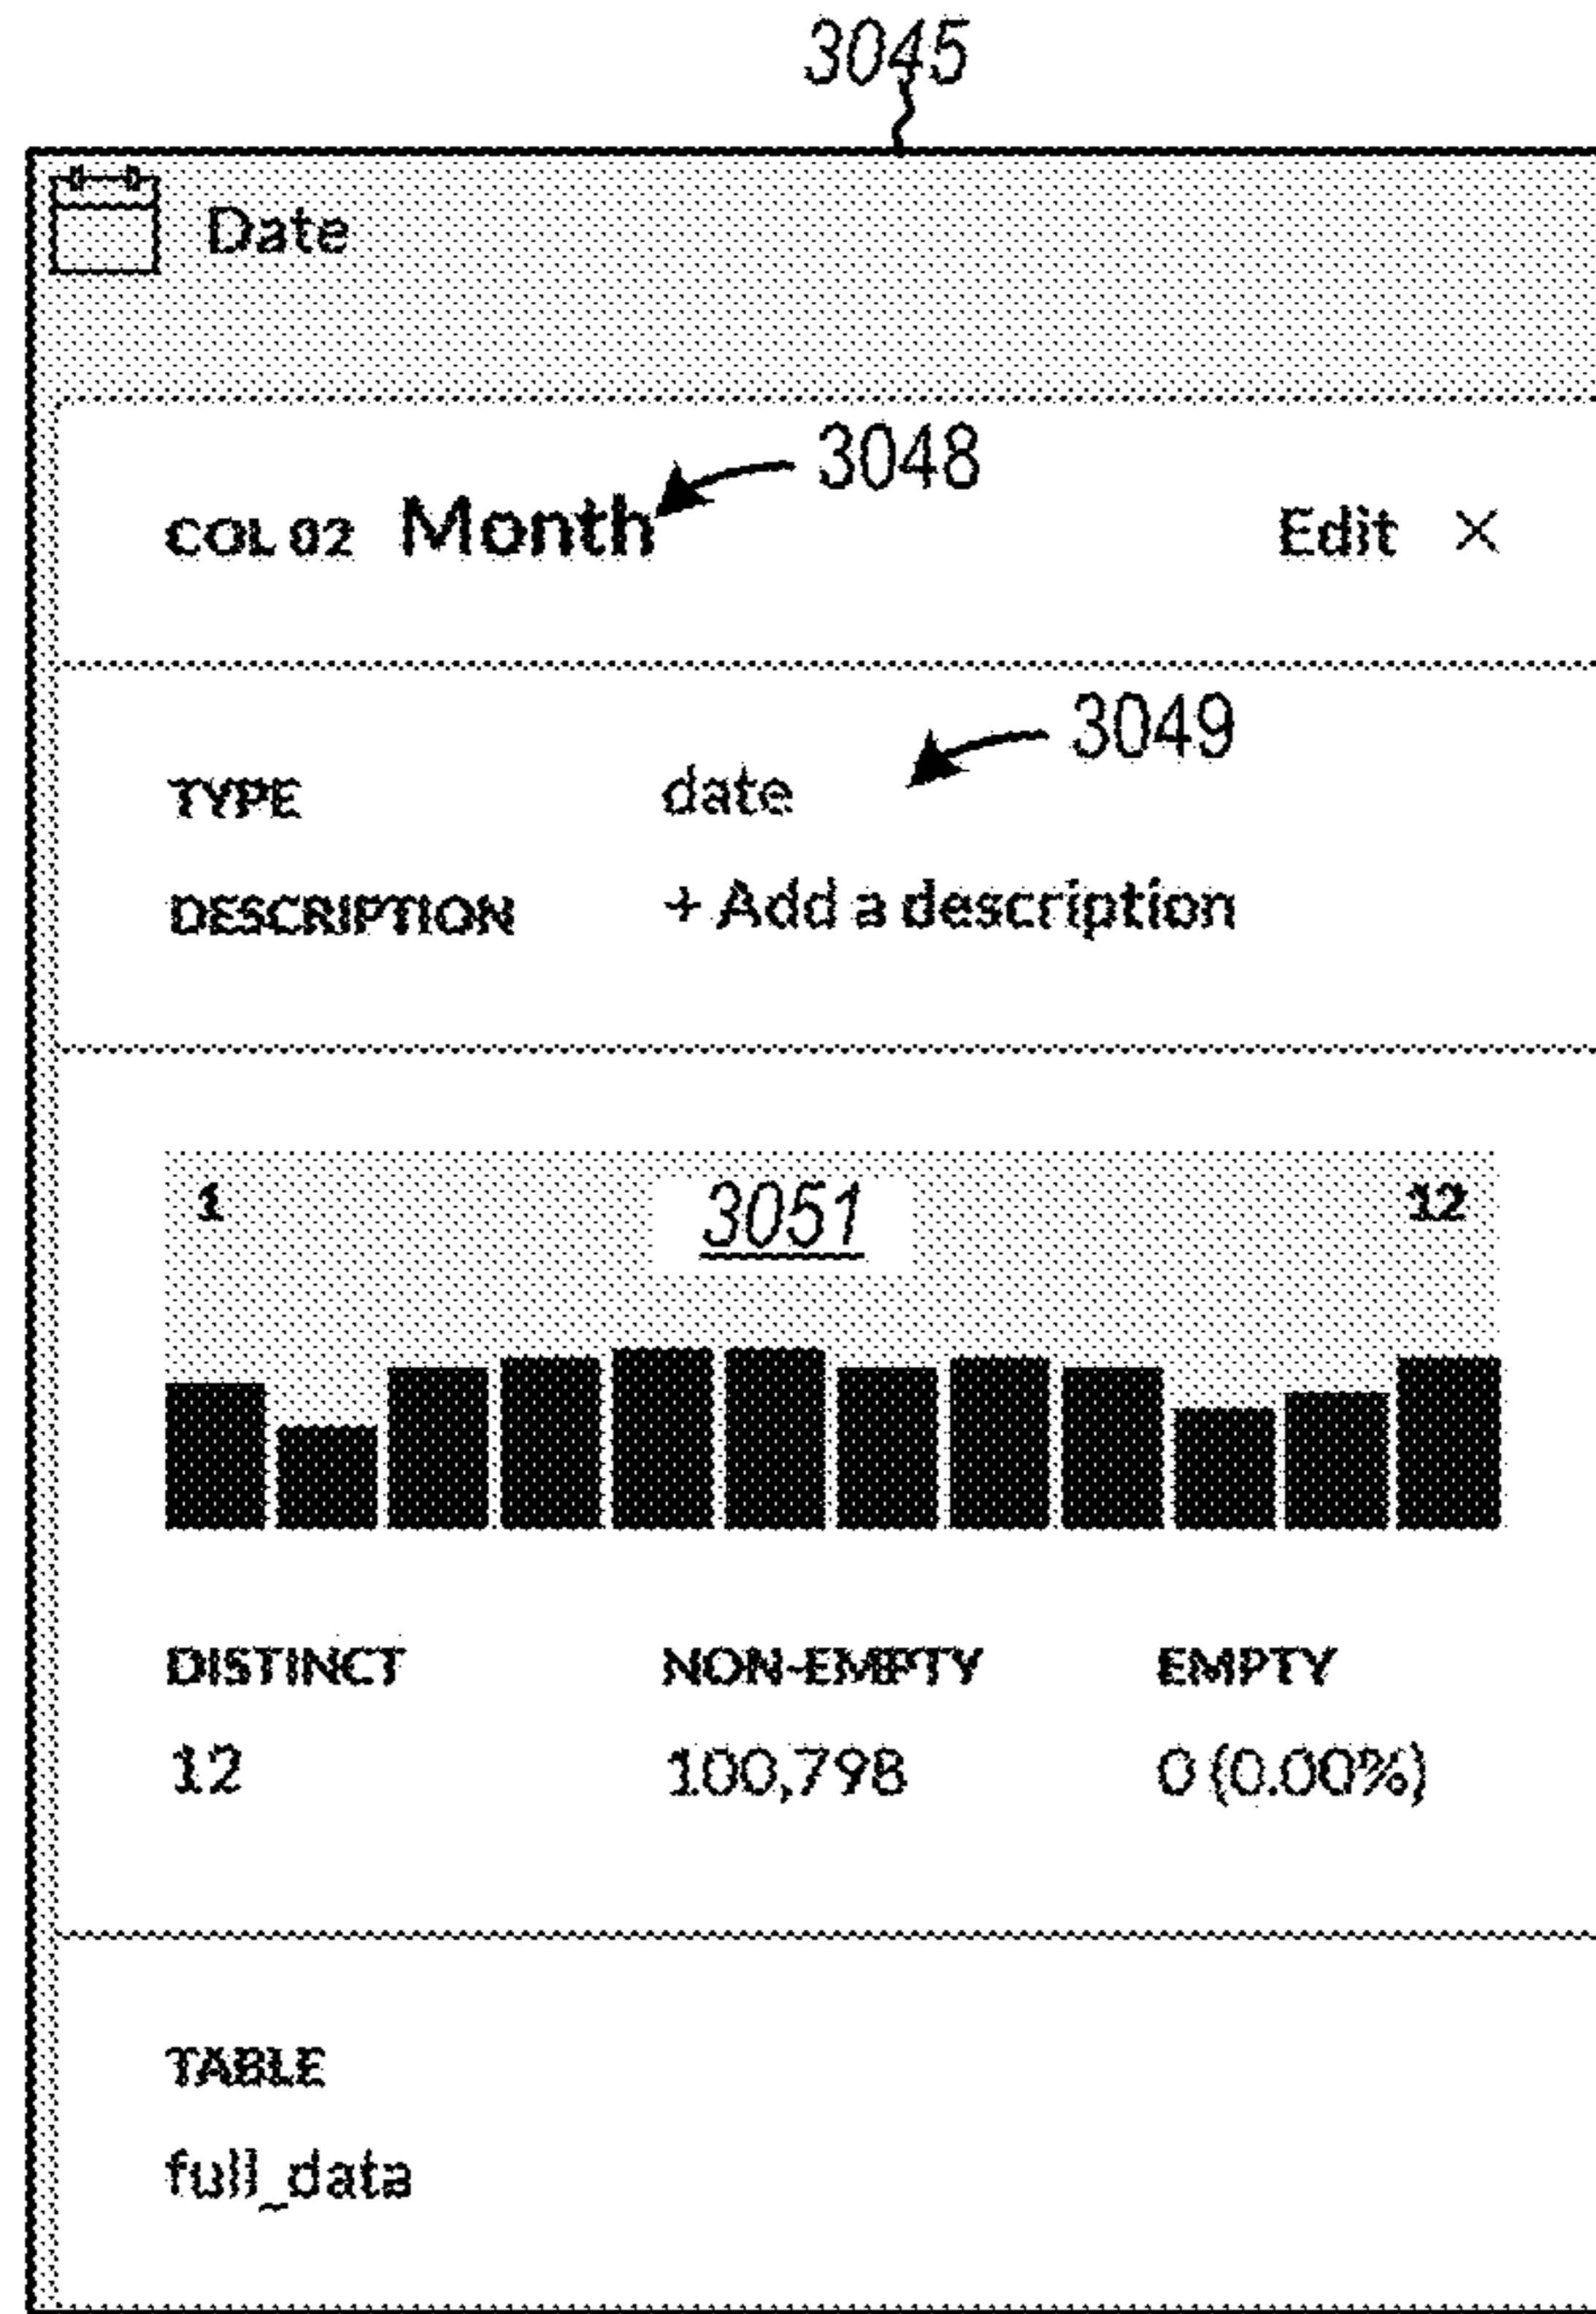 3045
Date
3048
COL 02 Month Edit ×
3049
TYPE date
DESCRIPTION + Add a description
1 3051 12
DISTINCT NON-EMPTY EMPTY
12 100,798 0 (0.00%)
TABLE
full_data